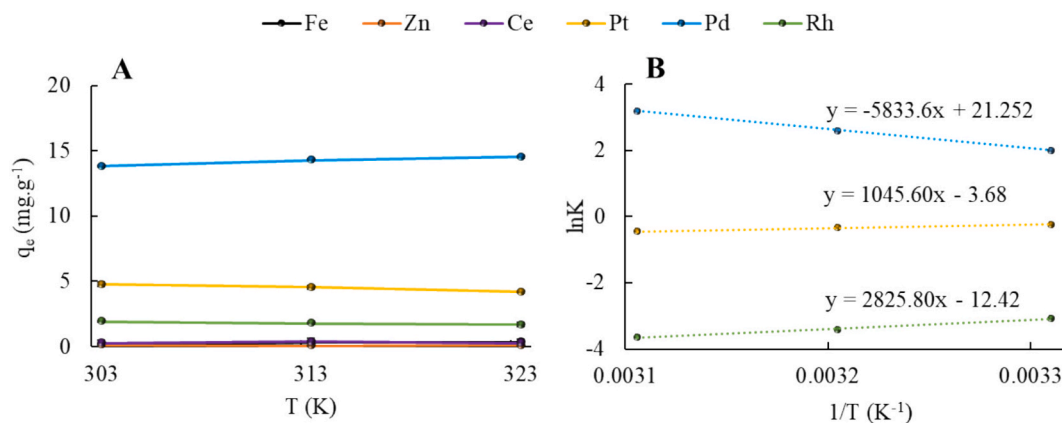 Fe Zn Ce Pt Pd Rh
A
20
15
10
5
0
qₑ (mg.g⁻¹)
303 313 323
T (K)
B
4
2
0
-2
-4
lnK
y = -5833.6x + 21.252
y = 1045.60x - 3.68
y = 2825.80x - 12.42
0.0031 0.0032 0.0033
1/T (K⁻¹)